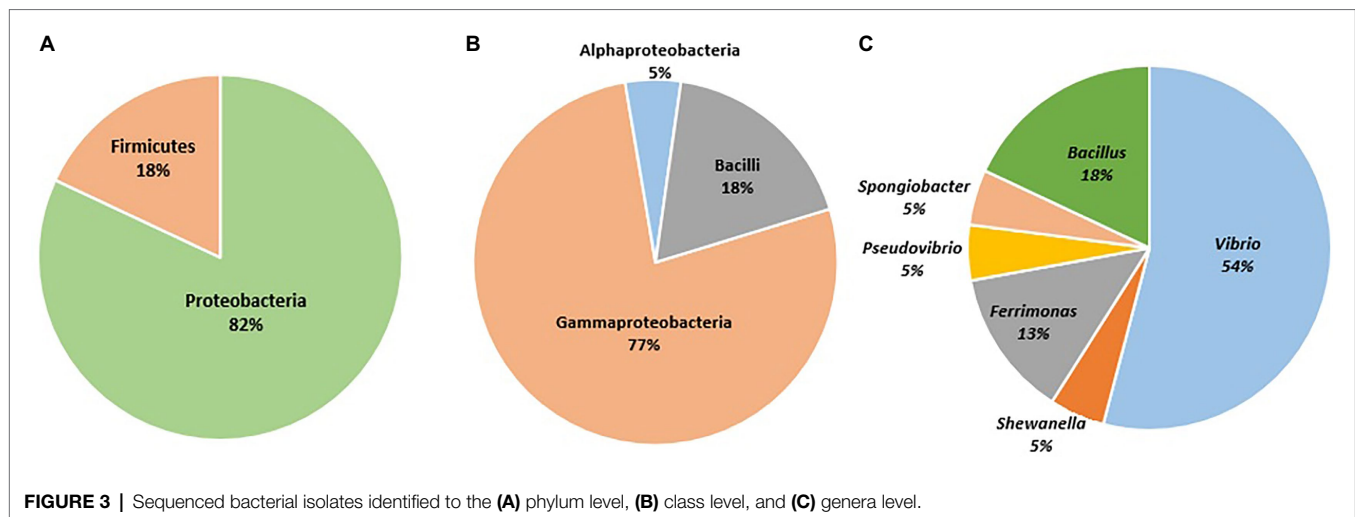 A
Firmicutes
18%
Proteobacteria
82%
B
Alphaproteobacteria
5%
Bacilli
18%
Gammaproteobacteria
77%
C
Bacillus
18%
Spongiobacter
5%
Pseudovibrio
5%
Ferrimonas
13%
Shewanella
5%
Vibrio
54%
FIGURE 3 | Sequenced bacterial isolates identified to the (A) phylum level, (B) class level, and (C) genera level.